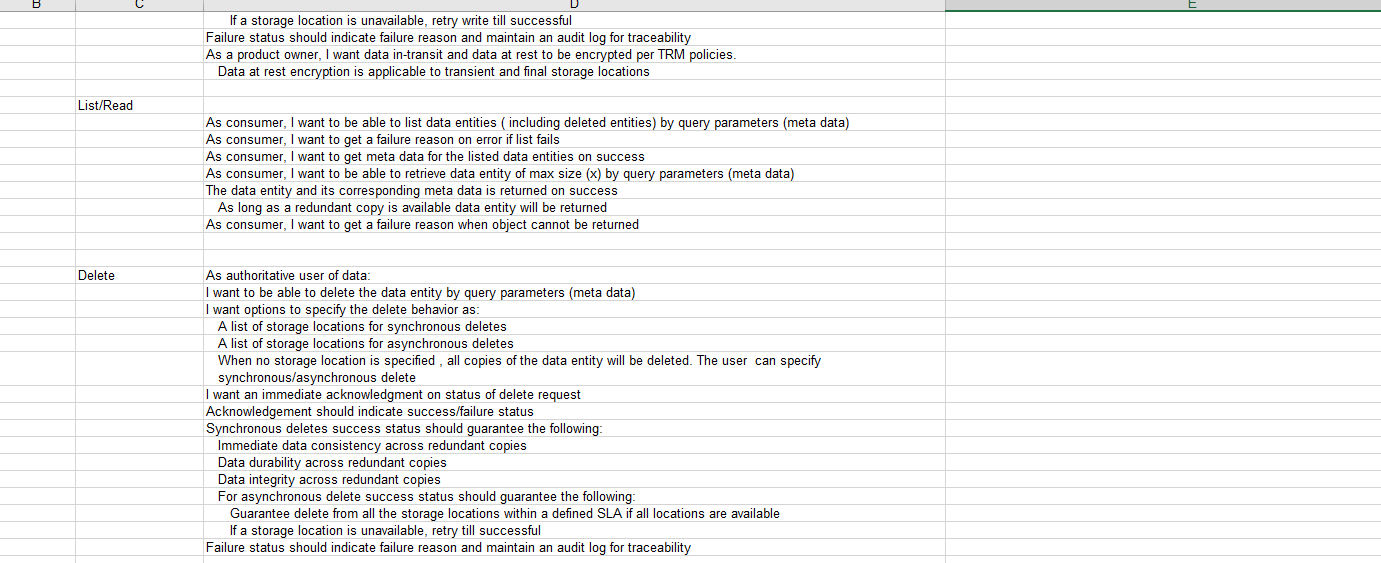 B C D E
If a storage location is unavailable, retry write till successful
Failure status should indicate failure reason and maintain an audit log for traceability
As a product owner, I want data in-transit and data at rest to be encrypted per TRM policies.
Data at rest encryption is applicable to transient and final storage locations
List/Read
As consumer, I want to be able to list data entities ( including deleted entities) by query parameters (meta data)
As consumer, I want to get a failure reason on error if list fails
As consumer, I want to get meta data for the listed data entities on success
As consumer, I want to be able to retrieve data entity of max size (x) by query parameters (meta data)
The data entity and its corresponding meta data is returned on success
As long as a redundant copy is available data entity will be returned
As consumer, I want to get a failure reason when object cannot be returned
Delete As authoritative user of data:
I want to be able to delete the data entity by query parameters (meta data)
I want options to specify the delete behavior as:
A list of storage locations for synchronous deletes
A list of storage locations for asynchronous deletes
When no storage location is specified , all copies of the data entity will be deleted. The user  can specify
synchronous/asynchronous delete
I want an immediate acknowledgment on status of delete request
Acknowledgement should indicate success/failure status
Synchronous deletes success status should guarantee the following:
Immediate data consistency across redundant copies
Data durability across redundant copies
Data integrity across redundant copies
For asynchronous delete success status should guarantee the following:
Guarantee delete from all the storage locations within a defined SLA if all locations are available
If a storage location is unavailable, retry till successful
Failure status should indicate failure reason and maintain an audit log for traceability